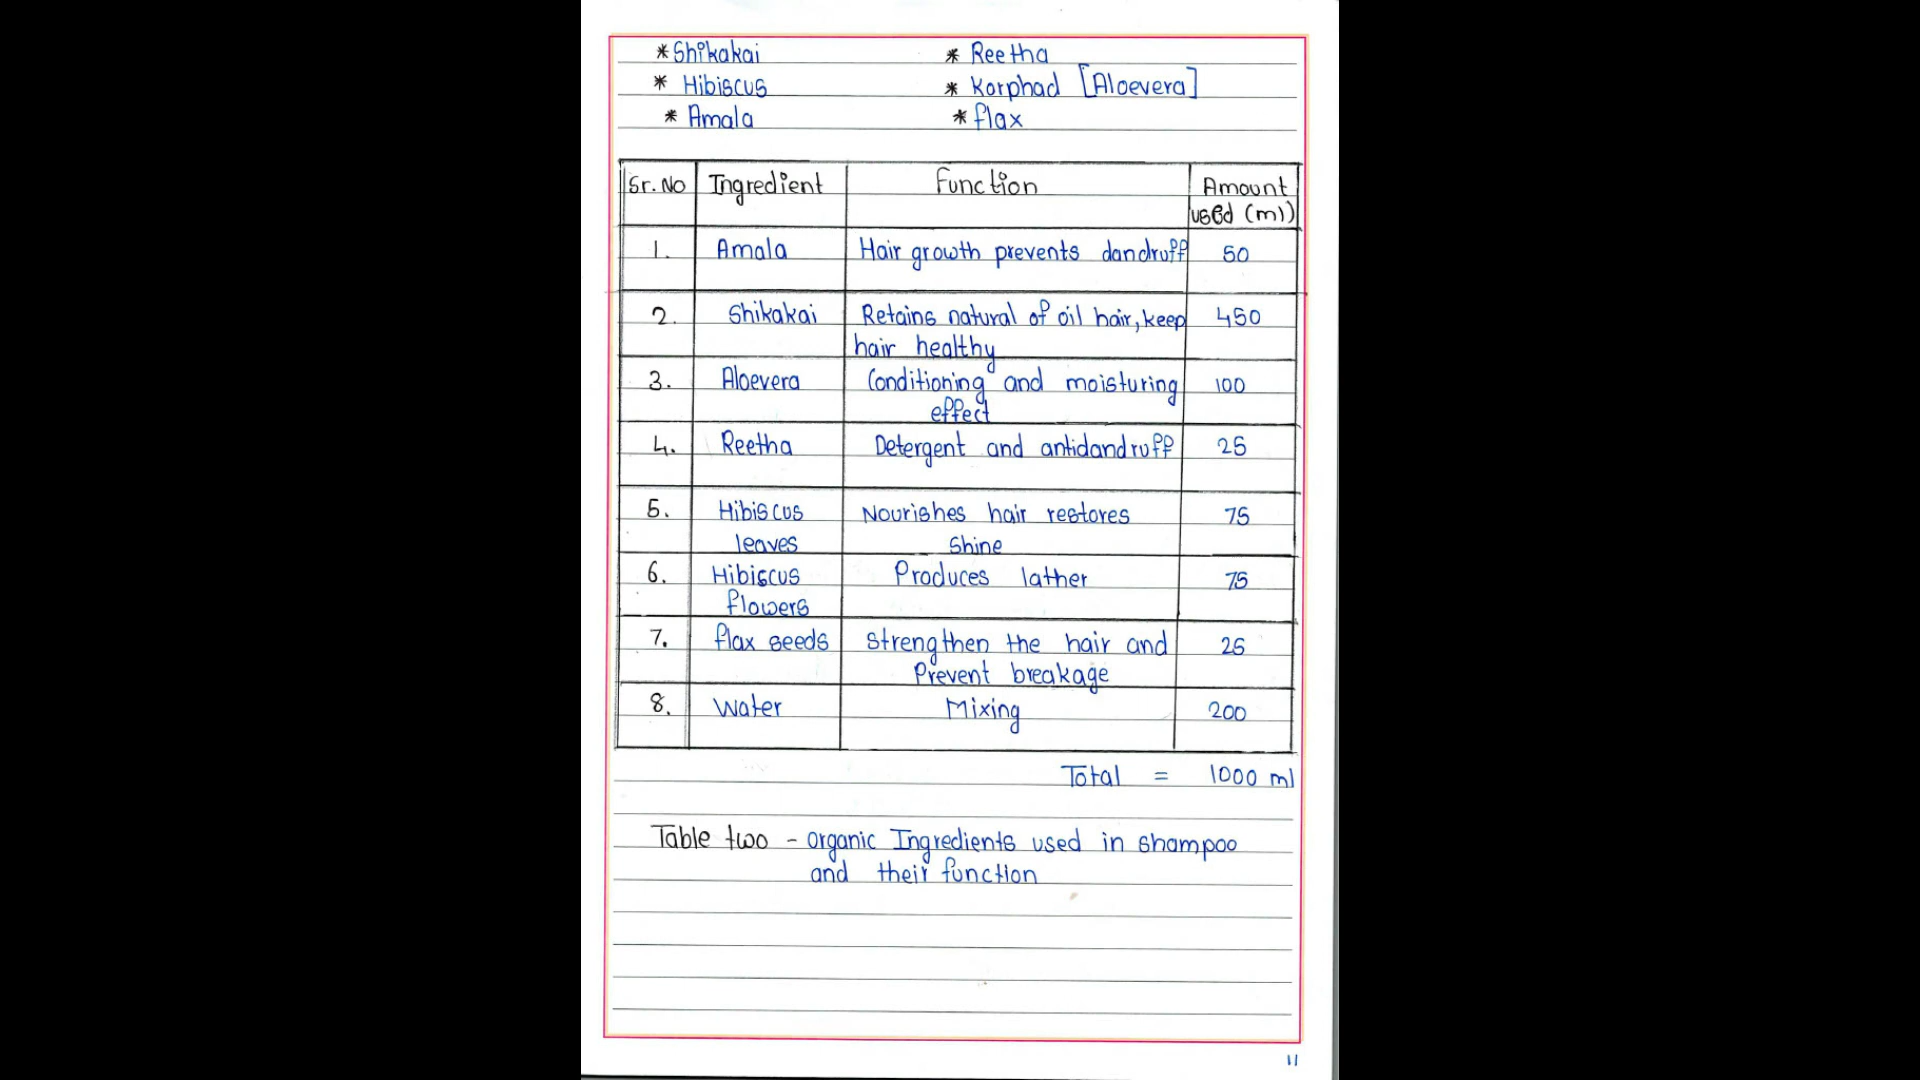 *Shikakai * Reetha
* Hibiscus * Korphad [Aloevera]
* Amala * flax
Sr. No Ingredient Function Amount
used (ml)
1. Amala Hair growth prevents dandruff 50
2. Shikakai Retains natural of oil hair, keep 450
hair healthy
3. Aloevera Conditioning and moisturing 100
effect
4. Reetha Detergent and antidandruff 25
5. Hibiscus Nourishes hair restores 75
leaves Shine
6. Hibiscus Produces lather 75
flowers
7. flax seeds Strengthen the hair and 25
Prevent breakage
8. Water Mixing 200
Total = 1000 ml
Table two - organic Ingredients used in shampoo
and their function
11